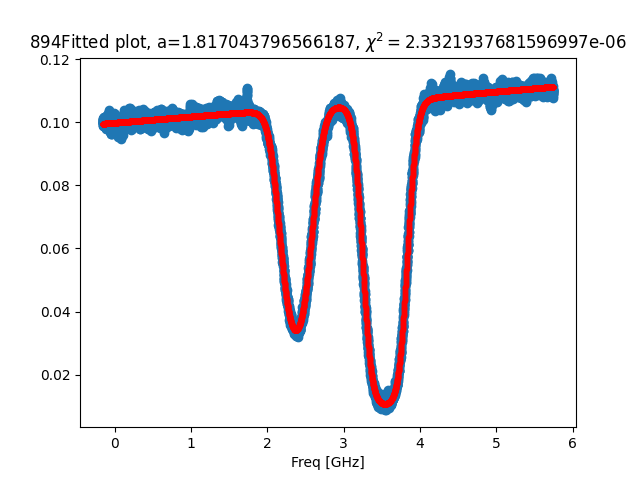 894Fitted plot, a=1.817043796566187, χ² = 2.3321937681596997e-06
0.12
0.10
0.08
0.06
0.04
0.02
0 1 2 3 4 5 6
Freq [GHz]